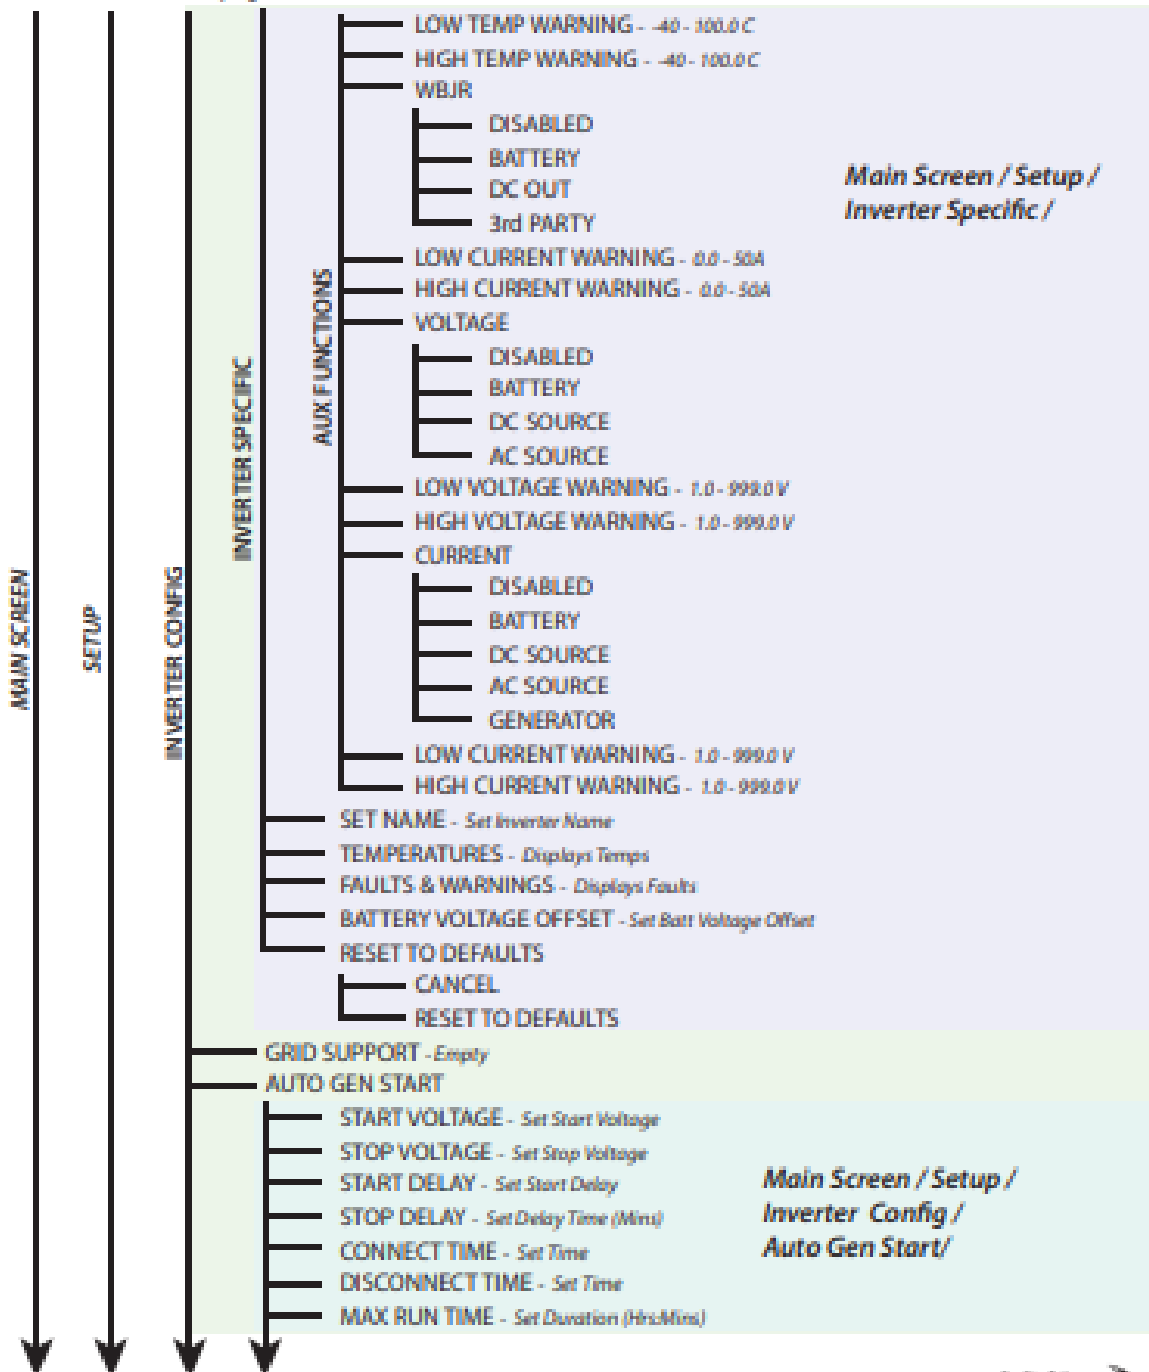 LOW TEMP WARNING - -40 - 100.0 C
HIGH TEMP WARNING - -40 - 100.0 C
WBJR
DISABLED
BATTERY
DC OUT
3rd PARTY
Main Screen / Setup /
Inverter Specific /
LOW CURRENT WARNING - 0.0 - 50A
HIGH CURRENT WARNING - 0.0 - 50A
VOLTAGE
DISABLED
BATTERY
DC SOURCE
AC SOURCE
LOW VOLTAGE WARNING - 1.0 - 999.0 V
HIGH VOLTAGE WARNING - 1.0 - 999.0 V
CURRENT
DISABLED
BATTERY
DC SOURCE
AC SOURCE
GENERATOR
LOW CURRENT WARNING - 1.0 - 999.0 V
HIGH CURRENT WARNING - 1.0 - 999.0 V
AUX FUNCTIONS
SET NAME - Set Inverter Name
TEMPERATURES - Displays Temps
FAULTS & WARNINGS - Displays Faults
BATTERY VOLTAGE OFFSET - Set Batt Voltage Offset
RESET TO DEFAULTS
CANCEL
RESET TO DEFAULTS
INVERTER SPECIFIC
GRID SUPPORT - Empty
AUTO GEN START
START VOLTAGE - Set Start Voltage
STOP VOLTAGE - Set Stop Voltage
START DELAY - Set Start Delay
STOP DELAY - Set Delay Time (Mins)
CONNECT TIME - Set Time
DISCONNECT TIME - Set Time
MAX RUN TIME - Set Duration (Hrs:Mins)
Main Screen / Setup /
Inverter Config /
Auto Gen Start/
INVERTER CONFIG
SETUP
MAIN SCREEN